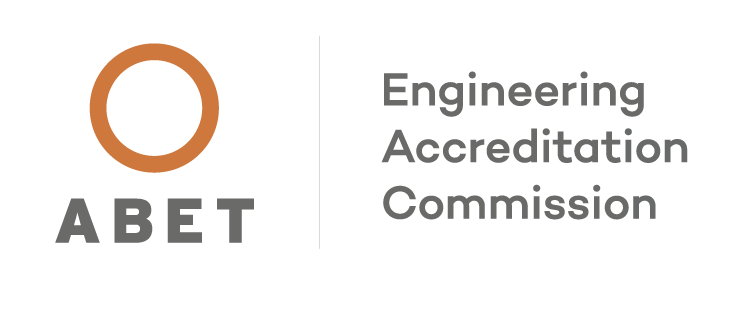 ABET
Engineering
Accreditation
Commission